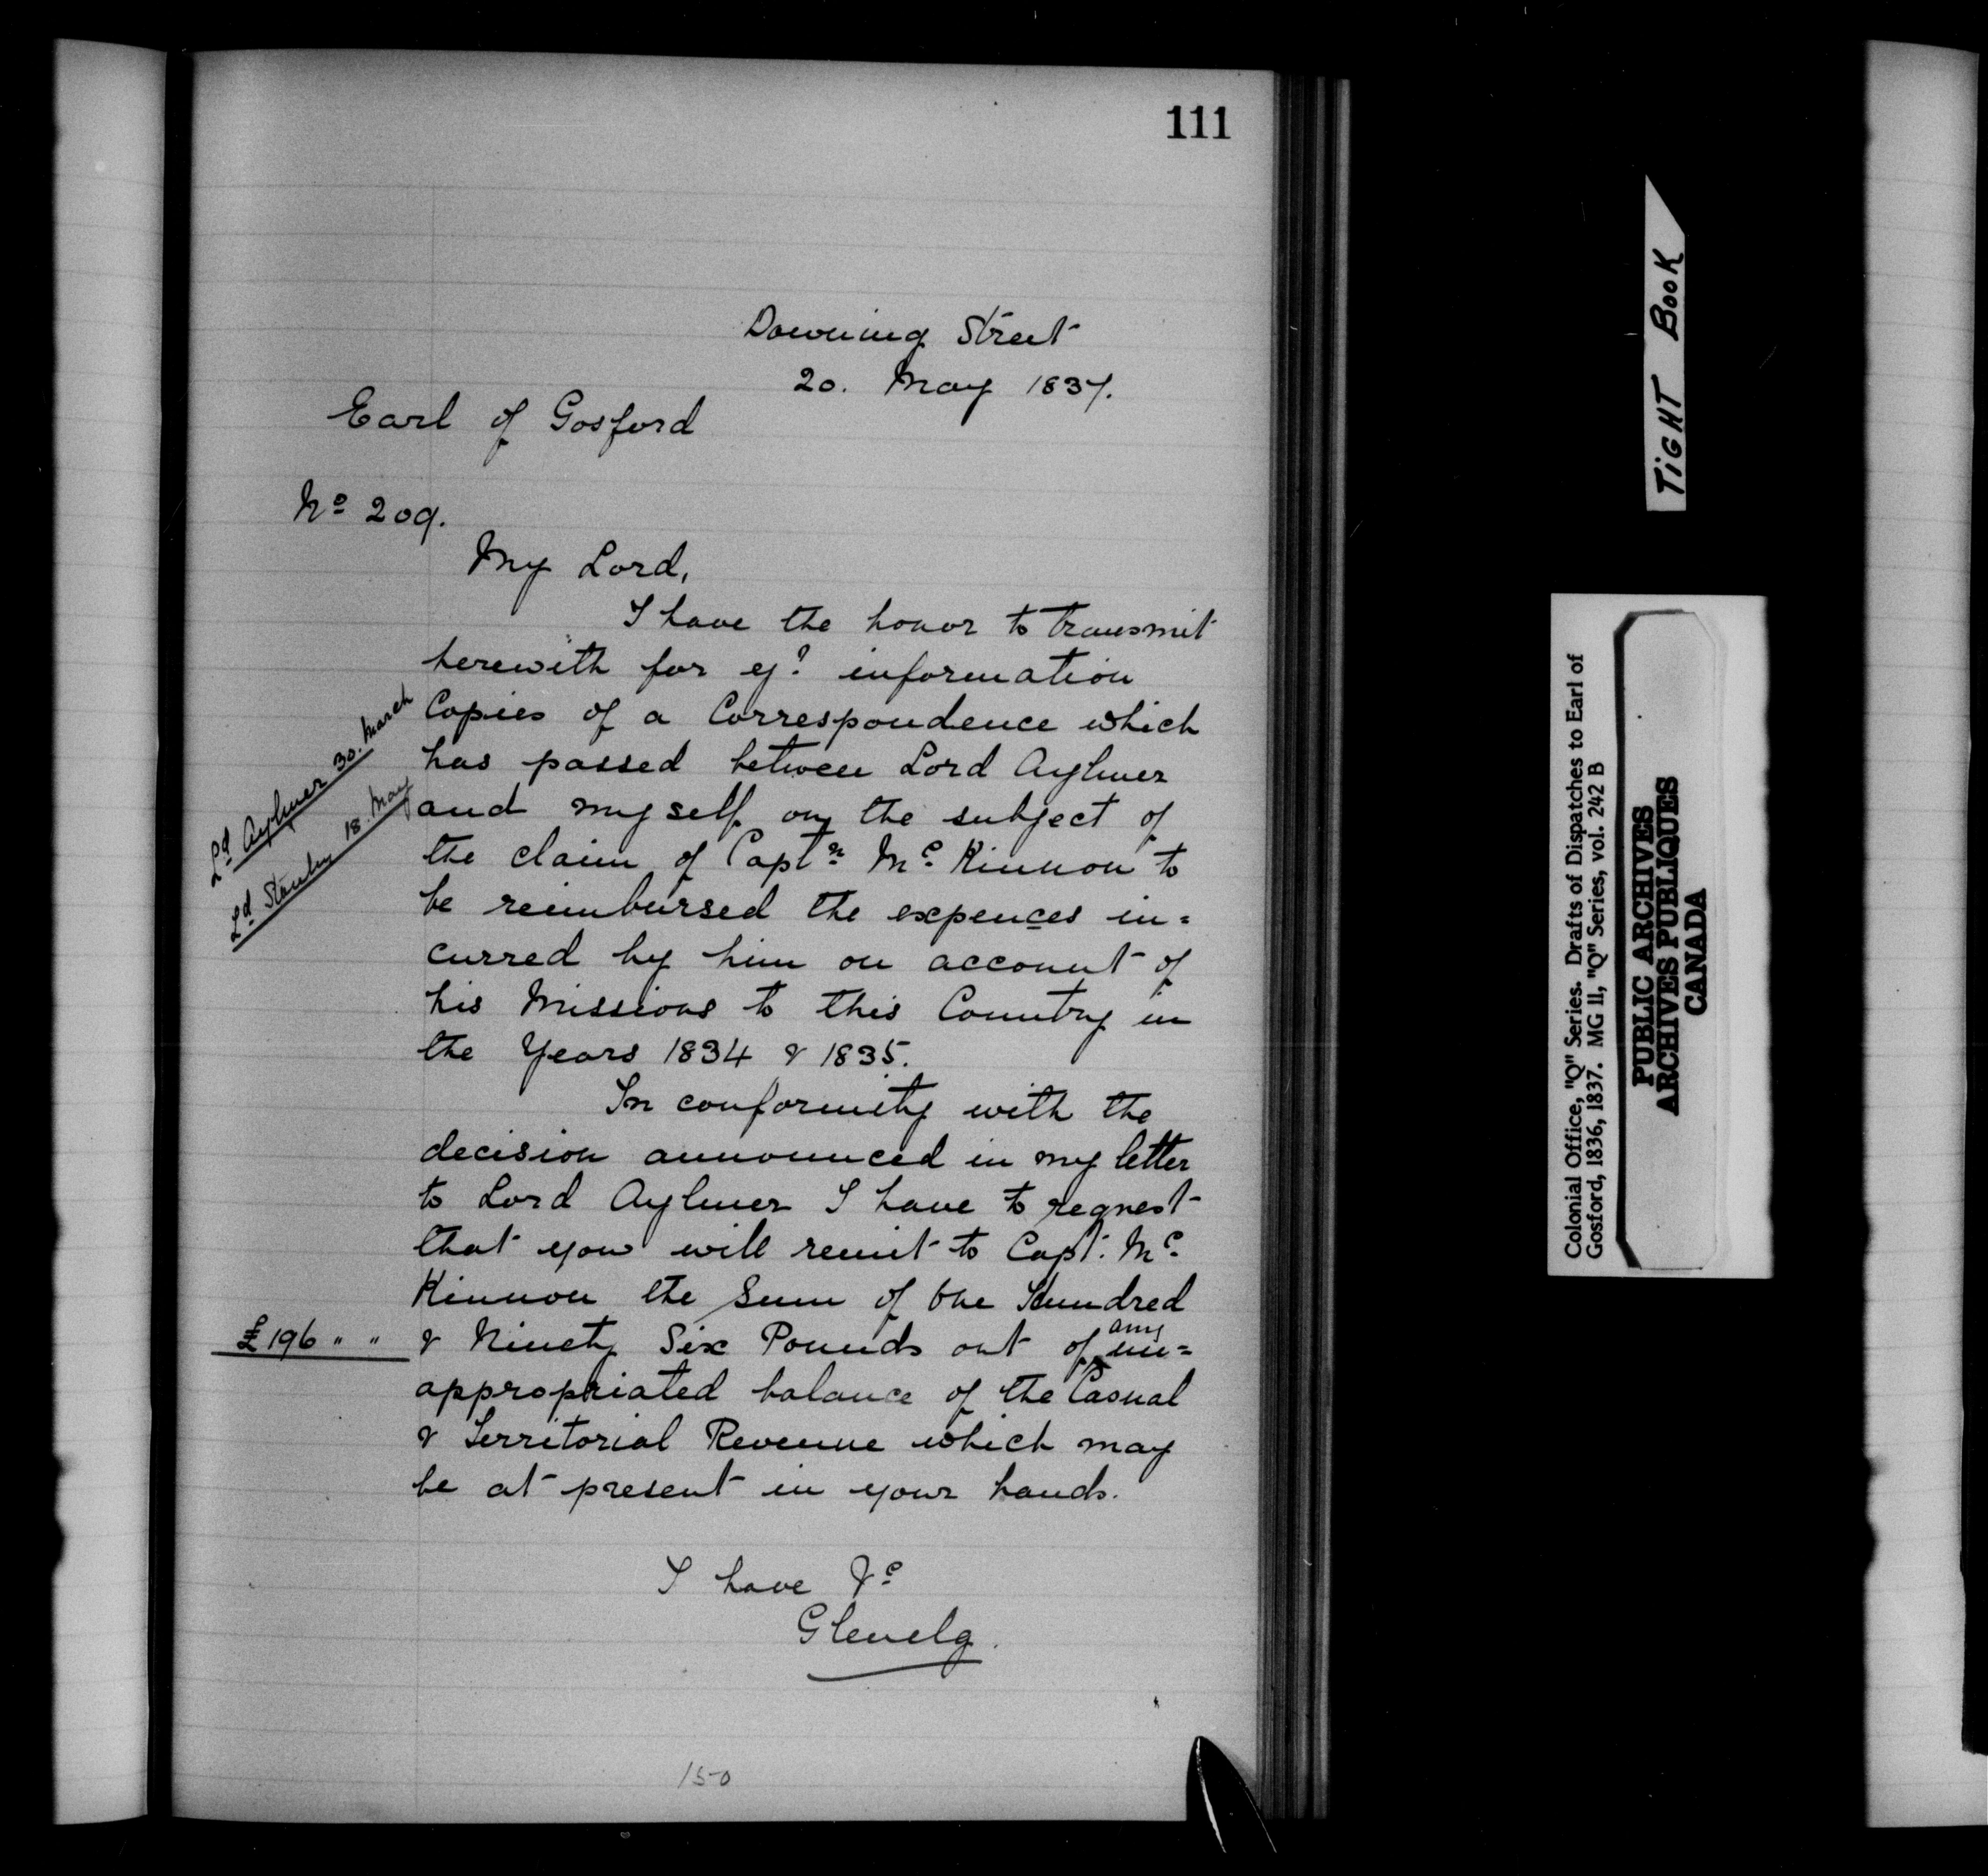 111
Downing Street
20. May 1837.
Earl of Gosford
No 209.
My Lord,
I have the honor to transmit
herewith for yr information
Copies of a Correspondence which
has passed between Lord Aylmer
and myself on the subject of
the claim of Captn Mc Kinnon to
be reimbursed the expences in=
curred by him on account of
his Missions to this Country in
the Years 1834 & 1835.
Ld Aylmer 30. March
Ld Stanley 18. May
In conformity with the
decision announced in my letter
to Lord Aylmer I have to request
that you will remit to Capt. Mc
Kinnon the Sum of One Hundred
£196 " " & Ninety Six Pounds out of any un=
appropriated balance of the Casual
& Territorial Revenue which may
be at present in your hands.
I have &c
Glenelg.
150
TIGHT BOOK
Colonial Office, "Q" Series. Drafts of Dispatches to Earl of
Gosford, 1836, 1837. MG 11, "Q" Series, vol. 242 B
PUBLIC ARCHIVES
ARCHIVES PUBLIQUES
CANADA